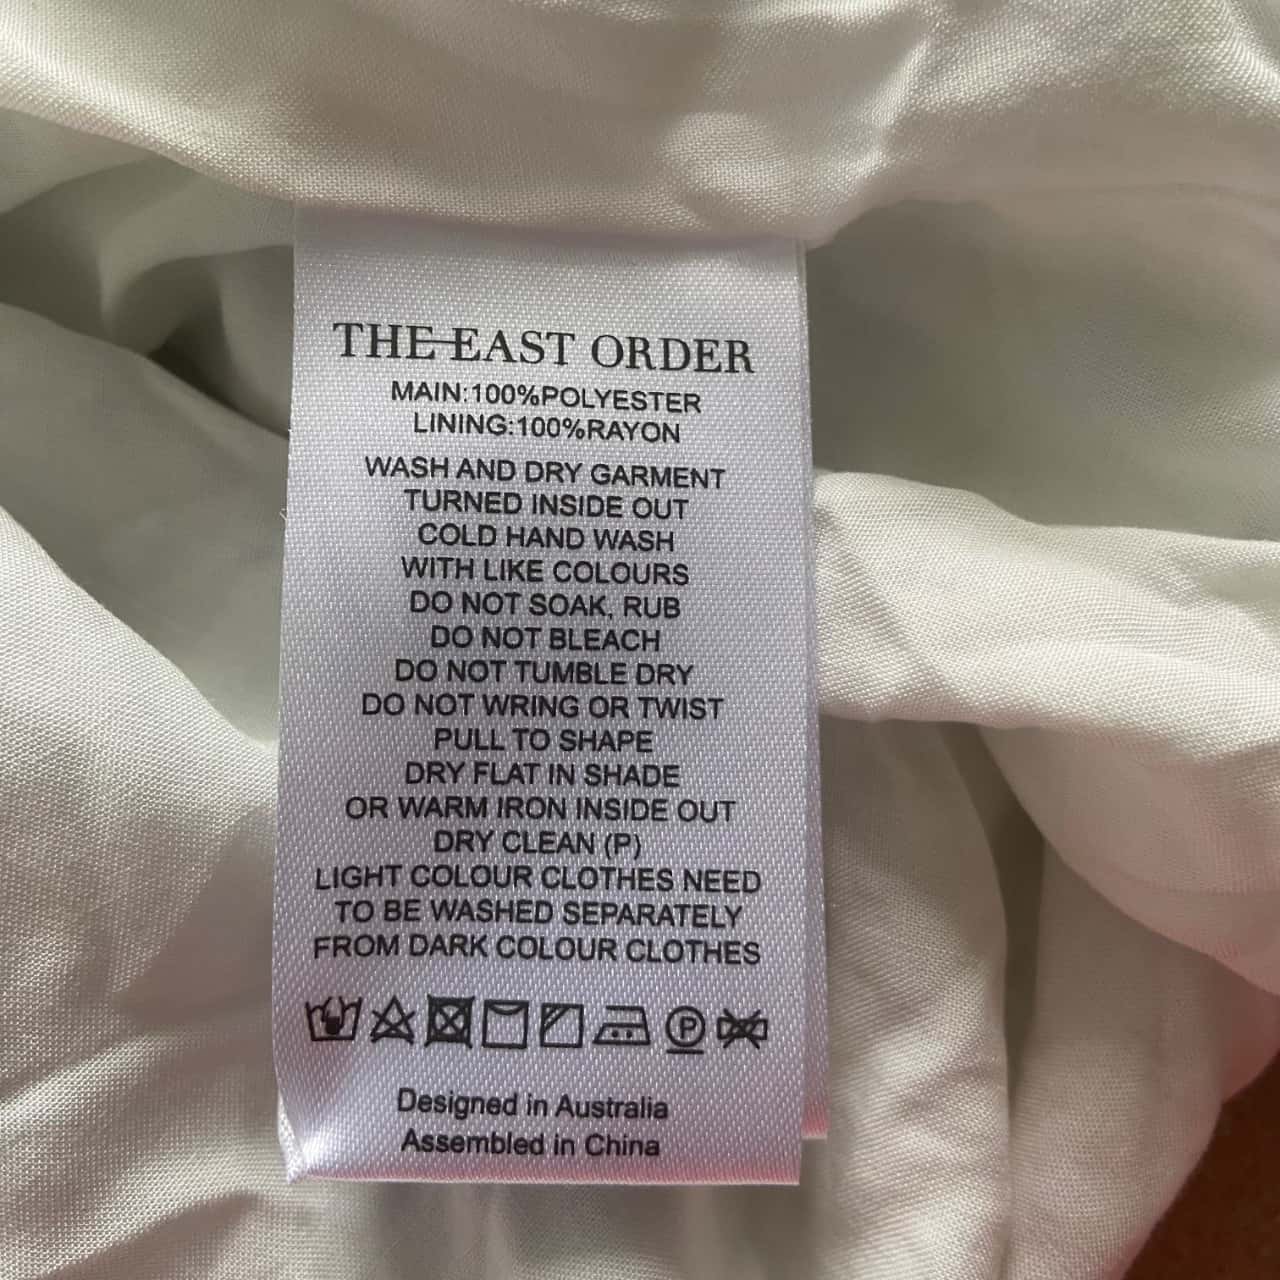 THE EAST ORDER
MAIN:100%POLYESTER
LINING:100%RAYON
WASH AND DRY GARMENT
TURNED INSIDE OUT
COLD HAND WASH
WITH LIKE COLOURS
DO NOT SOAK, RUB
DO NOT BLEACH
DO NOT TUMBLE DRY
DO NOT WRING OR TWIST
PULL TO SHAPE
DRY FLAT IN SHADE
OR WARM IRON INSIDE OUT
DRY CLEAN (P)
LIGHT COLOUR CLOTHES NEED
TO BE WASHED SEPARATELY
FROM DARK COLOUR CLOTHES
P
Designed in Australia
Assembled in China